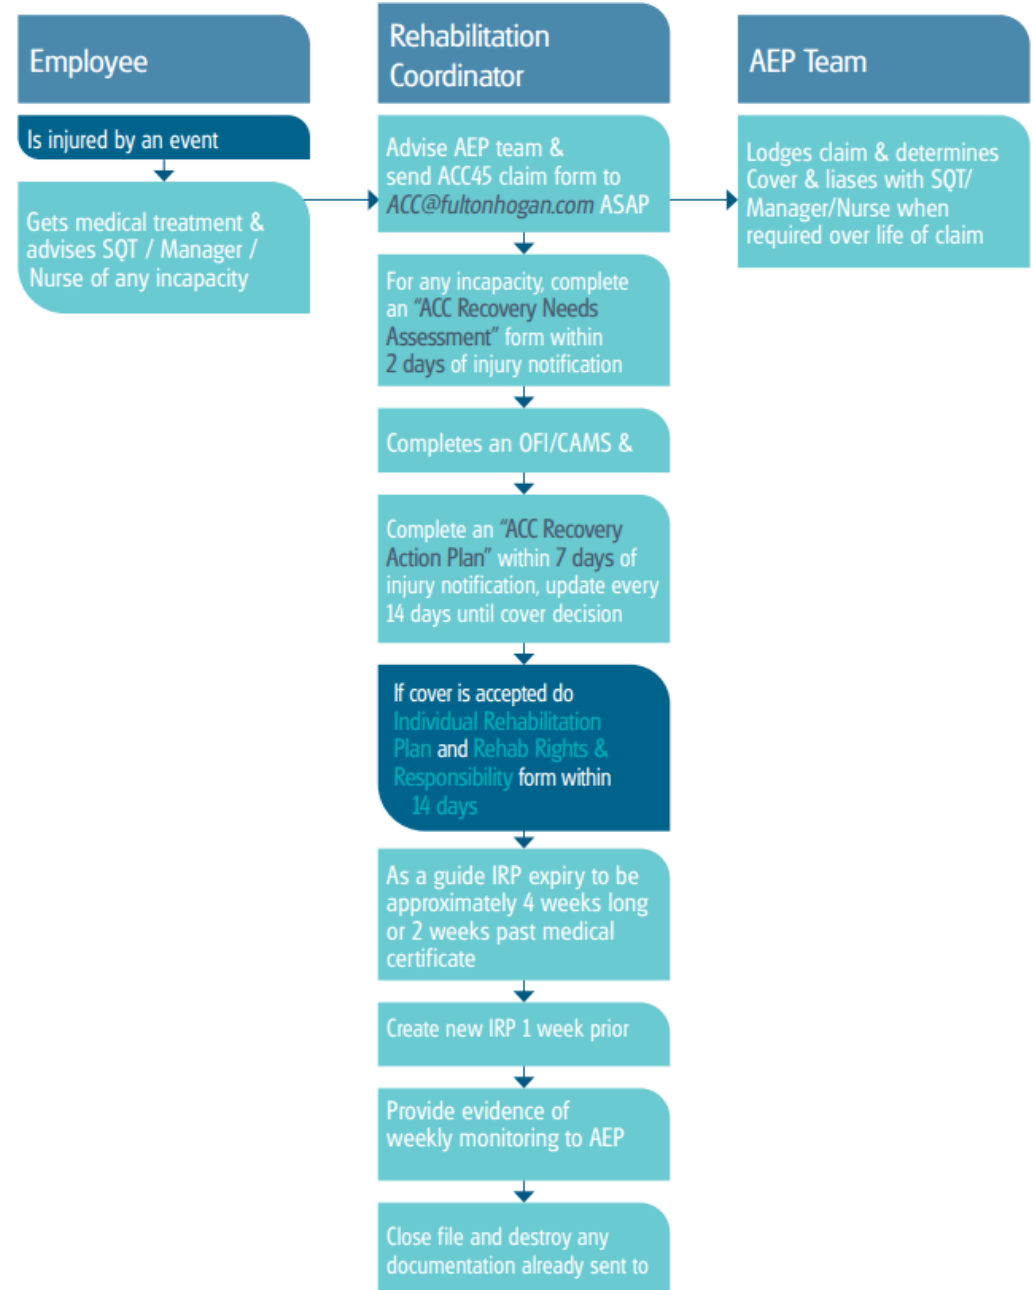 Employee
Is injured by an event
Gets medical treatment &
advises SQT / Manager /
Nurse of any incapacity
Rehabilitation
Coordinator
Advise AEP team &
send ACC45 claim form to
ACC@fultonhogan.com ASAP
For any incapacity, complete
an “ACC Recovery Needs
Assessment” form within
2 days of injury notification
Completes an OFI/CAMS &
Complete an “ACC Recovery
Action Plan” within 7 days of
injury notification, update every
14 days until cover decision
If cover is accepted do
Individual Rehabilitation
Plan and Rehab Rights &
Responsibility form within
14 days
As a guide IRP expiry to be
approximately 4 weeks long
or 2 weeks past medical
certificate
Create new IRP 1 week prior
Provide evidence of
weekly monitoring to AEP
Close file and destroy any
documentation already sent to
AEP Team
Lodges claim & determines
Cover & liases with SQT/
Manager/Nurse when
required over life of claim